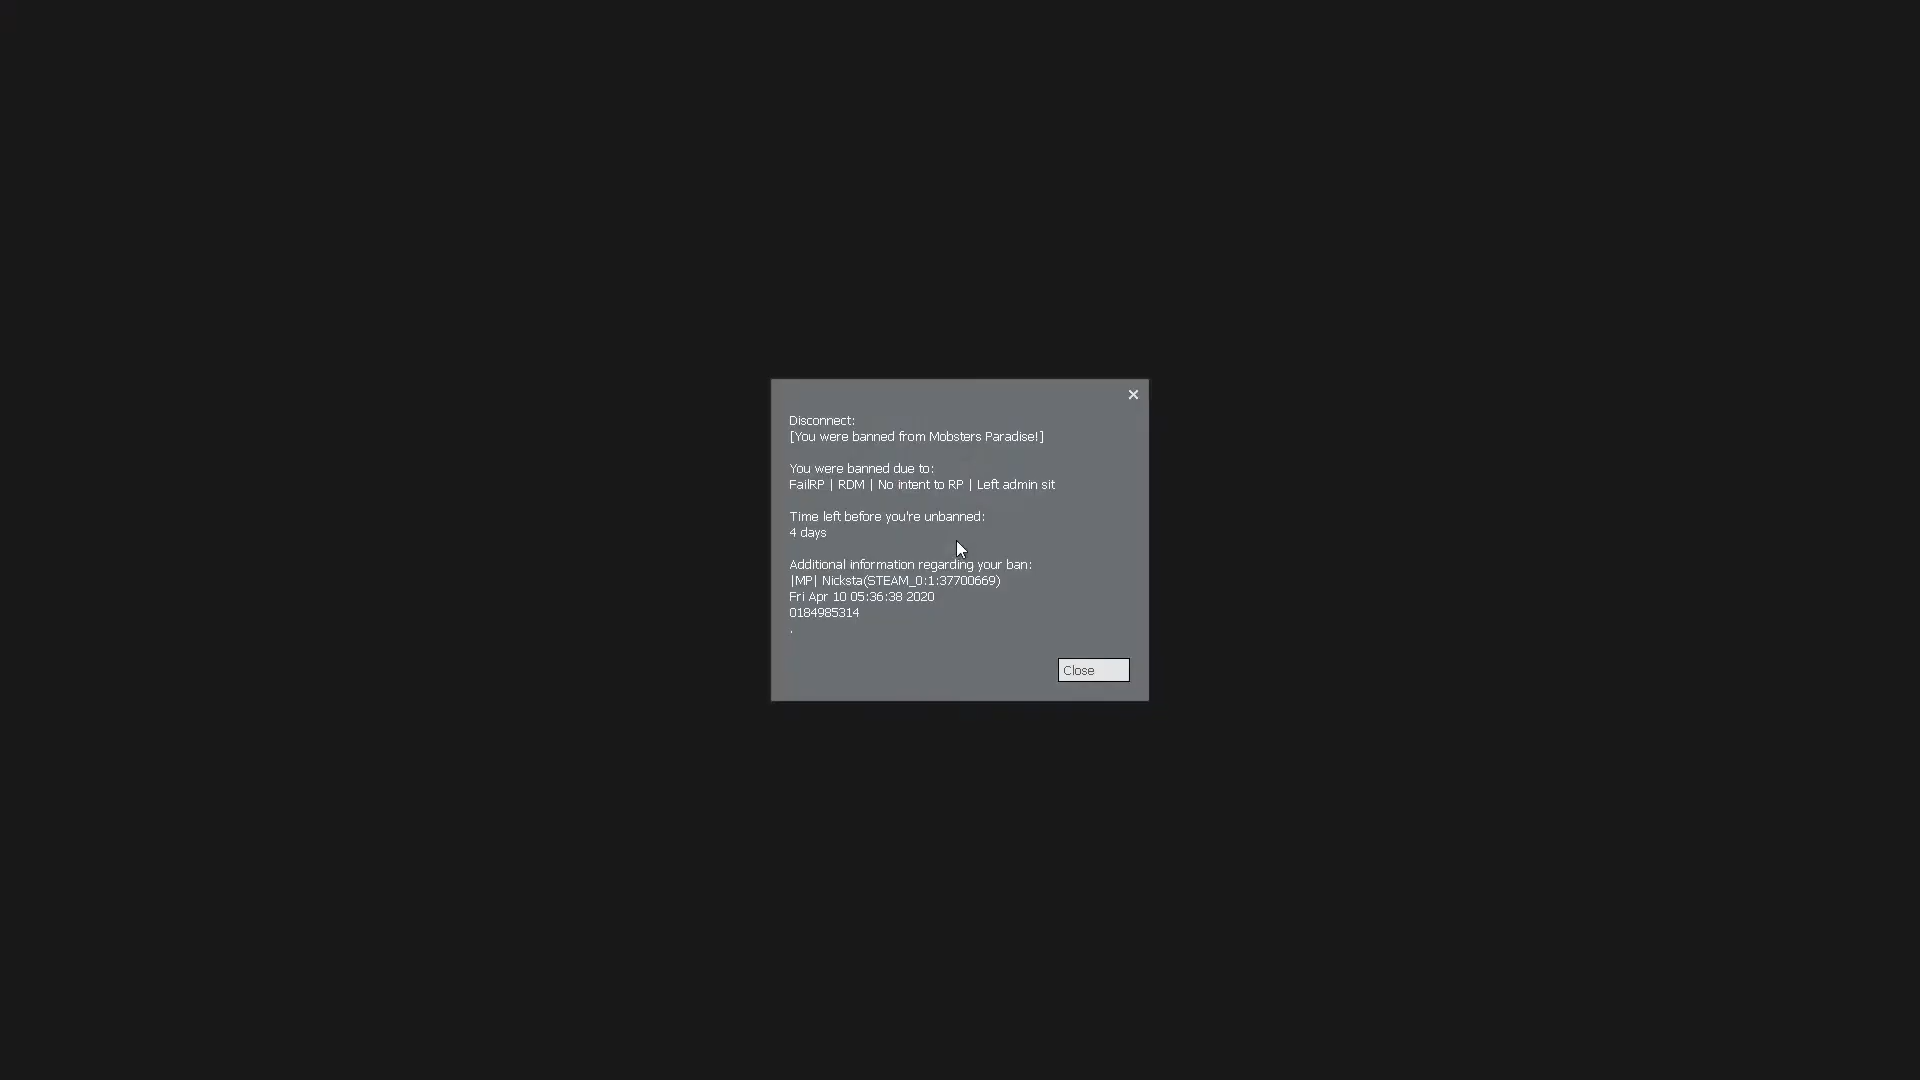 Disconnect:
[You were banned from Mobsters Paradise!]
You were banned due to:
FailRP | RDM | No intent to RP | Left admin sit
Time left before you're unbanned:
4 days
Additional information regarding your ban:
|MP| Nicksta(STEAM_0:1:37700669)
Fri Apr 10 05:36:38 2020
0184985314
.
Close